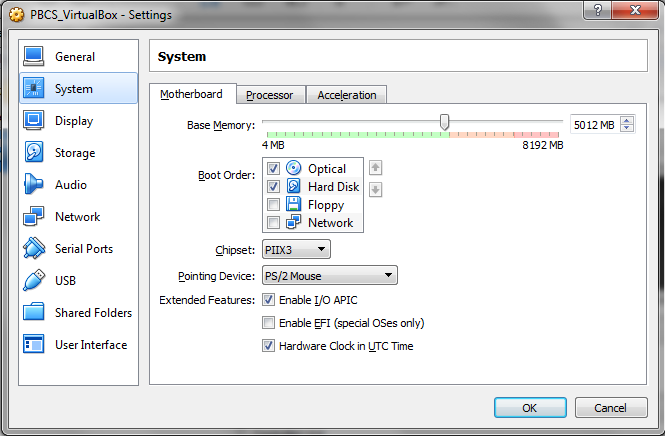 PBCS_VirtualBox - Settings
General
System
Display
Storage
Audio
Network
Serial Ports
USB
Shared Folders
User Interface
System
Motherboard Processor Acceleration
Base Memory: 5012 MB
4 MB 8192 MB
Boot Order: Optical
Hard Disk
Floppy
Network
Chipset: PIIX3
Pointing Device: PS/2 Mouse
Extended Features: Enable I/O APIC
Enable EFI (special OSes only)
Hardware Clock in UTC Time
OK Cancel